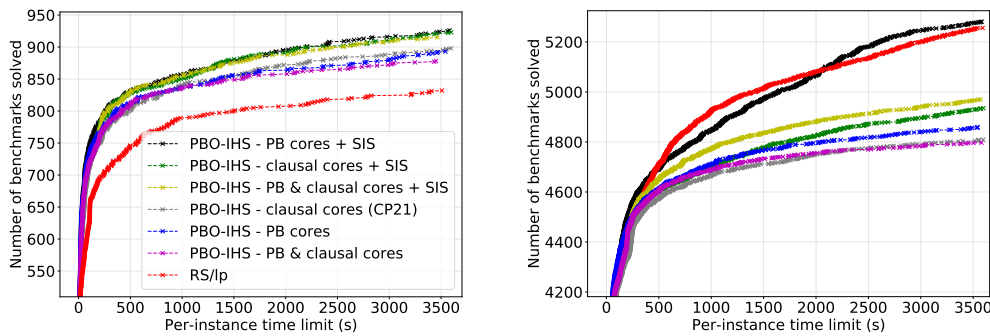 950
900
850
800
750
700
650
600
550
Number of benchmarks solved
0 500 1000 1500 2000 2500 3000 3500
Per-instance time limit (s)
PBO-IHS - PB cores + SIS
PBO-IHS - clausal cores + SIS
PBO-IHS - PB & clausal cores + SIS
PBO-IHS - clausal cores (CP21)
PBO-IHS - PB cores
PBO-IHS - PB & clausal cores
RS/lp
5200
5000
4800
4600
4400
4200
Number of benchmarks solved
0 500 1000 1500 2000 2500 3000 3500
Per-instance time limit (s)